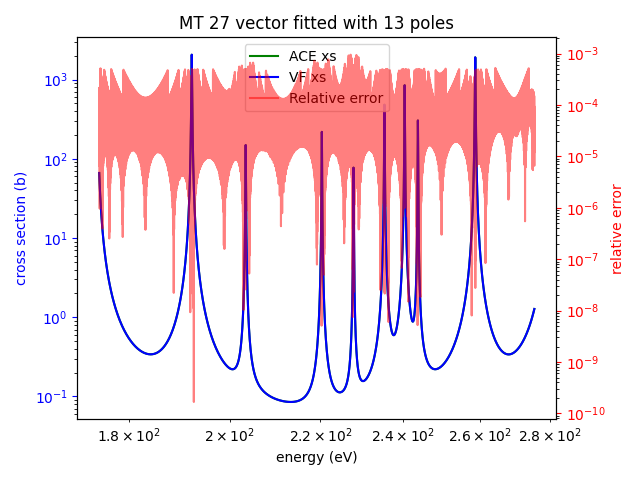 MT 27 vector fitted with 13 poles
ACE xs
VF xs
Relative error
cross section (b)
10³
10²
10¹
10⁰
10⁻¹
10⁻³
10⁻⁴
10⁻⁵
10⁻⁶
10⁻⁷
10⁻⁸
10⁻⁹
10⁻¹⁰
relative error
1.8 × 10² 2 × 10² 2.2 × 10² 2.4 × 10² 2.6 × 10² 2.8 × 10²
energy (eV)